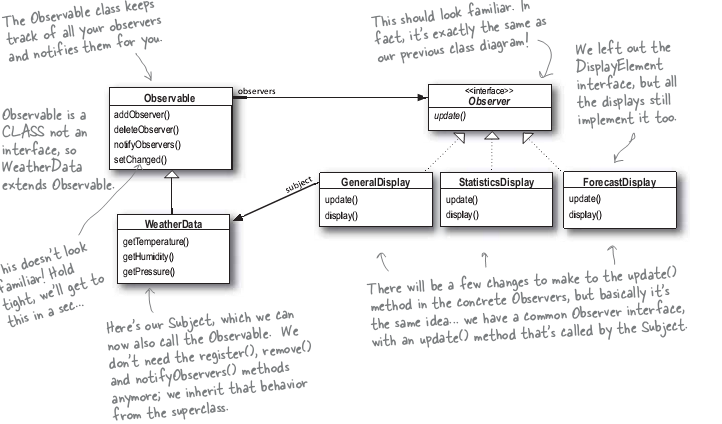 The Observable class keeps
track of all your observers
and notifies them for you.
This should look familiar. In
fact, it's exactly the same as
our previous class diagram!
We left out the
DisplayElement
interface, but all
the displays still
implement it too.
Observable is a
CLASS not an
interface, so
WeatherData
extends Observable.
Observable
addObserver()
deleteObserver()
notifyObservers()
setChanged()
observers
<<interface>>
Observer
update()
subject
GeneralDisplay
update()
display()
StatisticsDisplay
update()
display()
ForecastDisplay
update()
display()
WeatherData
getTemperature()
getHumidity()
getPressure()
his doesn't look
familiar! Hold
tight, we'll get to
this in a sec...
Here's our Subject, which we can
now also call the Observable. We
don't need the register(), remove()
and notifyObservers() methods
anymore; we inherit that behavior
from the superclass.
There will be a few changes to make to the update()
method in the concrete Observers, but basically it's
the same idea... we have a common Observer interface,
with an update() method that's called by the Subject.